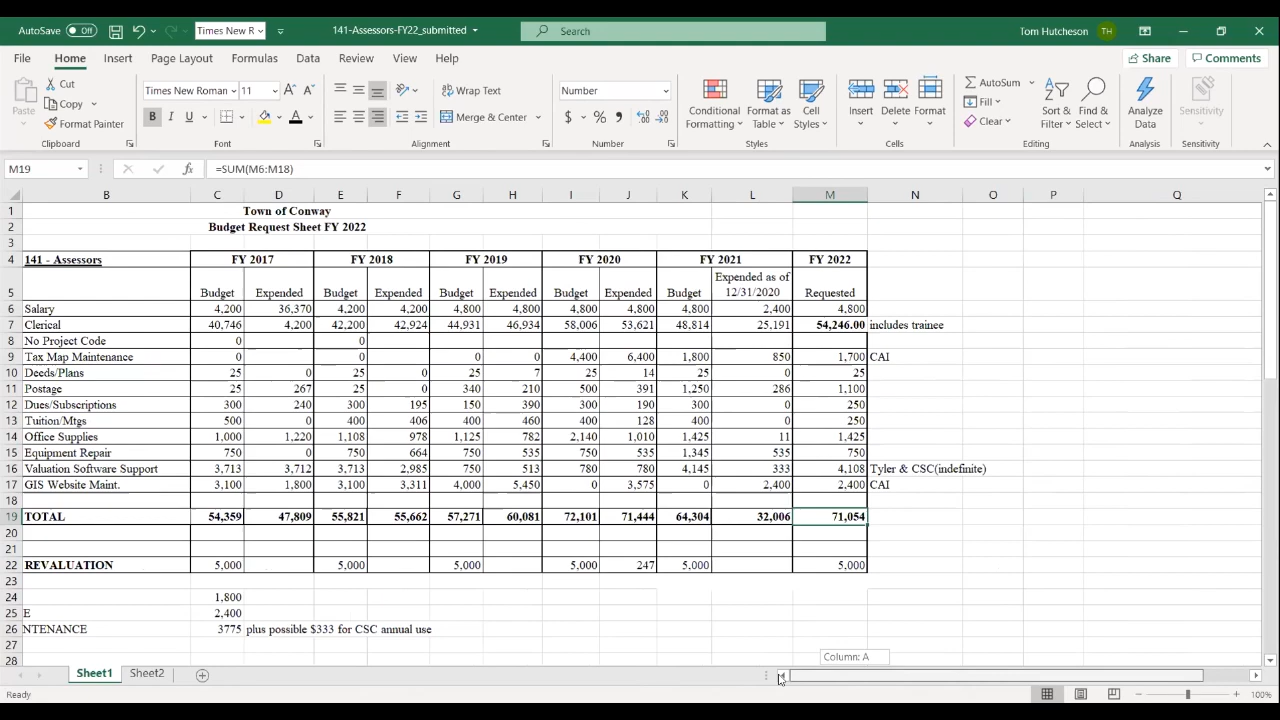 AutoSave Off Times New R 141-Assessors-FY22_submitted Search Tom Hutcheson TH
File Home Insert Page Layout Formulas Data Review View Help Share Comments
Paste Cut Copy Format Painter Clipboard
Times New Roman 11 A A B I U A Font
Wrap Text Merge & Center Alignment
Number $ % Number
Conditional Formatting Format as Table Cell Styles Styles
Insert Delete Format Cells
AutoSum Fill Clear Sort & Filter Find & Select Editing
Analyze Data Analysis
Sensitivity Sensitivity
M19 fx =SUM(M6:M18)
B C D E F G H I J K L M N O P Q
1 Town of Conway
2 Budget Request Sheet FY 2022
3
4 141 - Assessors FY 2017 FY 2018 FY 2019 FY 2020 FY 2021 FY 2022
5 Budget Expended Budget Expended Budget Expended Budget Expended Budget Expended as of 12/31/2020 Requested
6 Salary 4,200 36,370 4,200 4,200 4,800 4,800 4,800 4,800 4,800 2,400 4,800
7 Clerical 40,746 4,200 42,200 42,924 44,931 46,934 58,006 53,621 48,814 25,191 54,246.00 includes trainee
8 No Project Code 0 0
9 Tax Map Maintenance 0 0 0 0 4,400 6,400 1,800 850 1,700 CAI
10 Deeds/Plans 25 0 25 0 25 7 25 14 25 0 25
11 Postage 25 267 25 0 340 210 500 391 1,250 286 1,100
12 Dues/Subscriptions 300 240 300 195 150 390 300 190 300 0 250
13 Tuition/Mtgs 500 0 400 406 400 460 400 128 400 0 250
14 Office Supplies 1,000 1,220 1,108 978 1,125 782 2,140 1,010 1,425 11 1,425
15 Equipment Repair 750 0 750 664 750 535 750 535 1,345 535 750
16 Valuation Software Support 3,713 3,712 3,713 2,985 750 513 780 780 4,145 333 4,108 Tyler & CSC(indefinite)
17 GIS Website Maint. 3,100 1,800 3,100 3,311 4,000 5,450 0 3,575 0 2,400 2,400 CAI
18
19 TOTAL 54,359 47,809 55,821 55,662 57,271 60,081 72,101 71,444 64,304 32,006 71,054
20
21
22 REVALUATION 5,000 5,000 5,000 5,000 247 5,000 5,000
23
24 1,800
25 E 2,400
26 NTENANCE 3775 plus possible $333 for CSC annual use
27
28 Column: A
Sheet1 Sheet2
Ready 100%